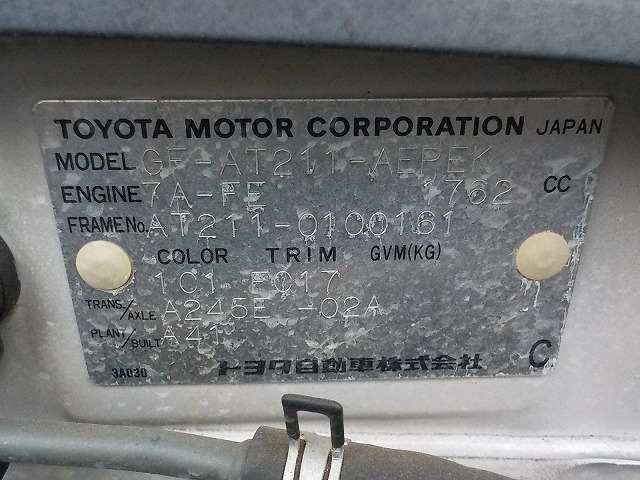 TOYOTA MOTOR CORPORATION JAPAN
MODEL GF-AT211-AEPEK
ENGINE 7A-FE 1762 CC
FRAME No. AT211-0100161
COLOR TRIM GVM(KG)
1C1 FC17
TRANS./AXLE A245E -02A
PLANT/BUILT A41
3A030 トヨタ自動車株式会社 C